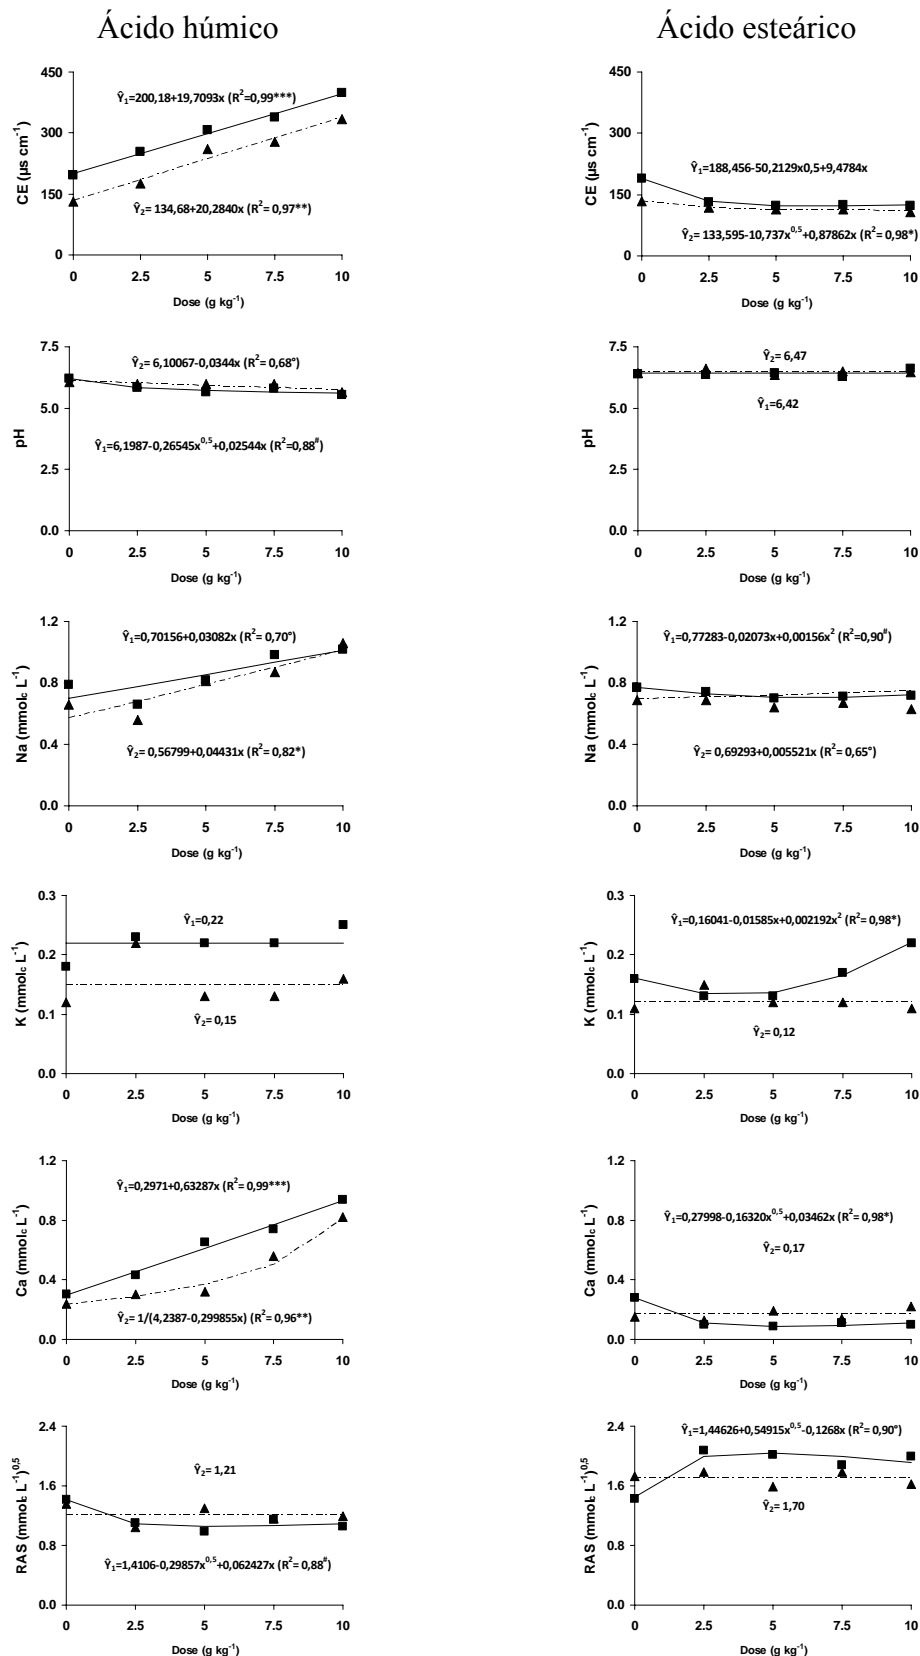 Ácido húmico
Ácido esteárico
450
300
150
0
CE (µs cm⁻¹)
Ŷ₁=200,18+19,7093x (R²=0,99***)
Ŷ₂= 134,68+20,2840x (R²= 0,97**)
0 2.5 5 7.5 10
Dose (g kg⁻¹)
450
300
150
0
CE (µs cm⁻¹)
Ŷ₁=188,456-50,2129x0,5+9,4784x
Ŷ₂= 133,595-10,737x⁰,⁵+0,87862x (R²= 0,98*)
0 2.5 5 7.5 10
Dose (g kg⁻¹)
7.5
5.0
2.5
0.0
pH
Ŷ₂= 6,10067-0,0344x (R²= 0,68°)
Ŷ₁=6,1987-0,26545x⁰,⁵+0,02544x (R²=0,88#)
0 2.5 5 7.5 10
Dose (g kg⁻¹)
7.5
5.0
2.5
0.0
pH
Ŷ₂= 6,47
Ŷ₁=6,42
0 2.5 5 7.5 10
Dose (g kg⁻¹)
1.2
0.8
0.4
0.0
Na (mmolc L⁻¹)
Ŷ₁=0,70156+0,03082x (R²= 0,70°)
Ŷ₂= 0,56799+0,04431x (R²= 0,82*)
0 2.5 5 7.5 10
Dose (g kg⁻¹)
1.2
0.8
0.4
0.0
Na (mmolc L⁻¹)
Ŷ₁=0,77283-0,02073x+0,00156x² (R²=0,90#)
Ŷ₂= 0,69293+0,005521x (R²= 0,65°)
0 2.5 5 7.5 10
Dose (g kg⁻¹)
0.3
0.2
0.1
0.0
K (mmolc L⁻¹)
Ŷ₁=0,22
Ŷ₂= 0,15
0 2.5 5 7.5 10
Dose (g kg⁻¹)
0.3
0.2
0.1
0.0
K (mmolc L⁻¹)
Ŷ₁=0,16041-0,01585x+0,002192x² (R²= 0,98*)
Ŷ₂= 0,12
0 2.5 5 7.5 10
Dose (g kg⁻¹)
1.2
0.8
0.4
0.0
Ca (mmolc L⁻¹)
Ŷ₁=0,2971+0,63287x (R²= 0,99***)
Ŷ₂= 1/(4,2387-0,299855x) (R²= 0,96**)
0 2.5 5 7.5 10
Dose (g kg⁻¹)
1.2
0.8
0.4
0.0
Ca (mmolc L⁻¹)
Ŷ₁=0,27998-0,16320x⁰,⁵+0,03462x (R²= 0,98*)
Ŷ₂= 0,17
0 2.5 5 7.5 10
Dose (g kg⁻¹)
2.4
1.6
0.8
0.0
RAS (mmolc L⁻¹)⁰,⁵
Ŷ₂= 1,21
Ŷ₁=1,4106-0,29857x⁰,⁵+0,062427x (R²= 0,88#)
0 2.5 5 7.5 10
Dose (g kg⁻¹)
2.4
1.6
0.8
0.0
RAS (mmolc L⁻¹)⁰,⁵
Ŷ₁=1,44626+0,54915x⁰,⁵-0,1268x (R²= 0,90°)
Ŷ₂= 1,70
0 2.5 5 7.5 10
Dose (g kg⁻¹)